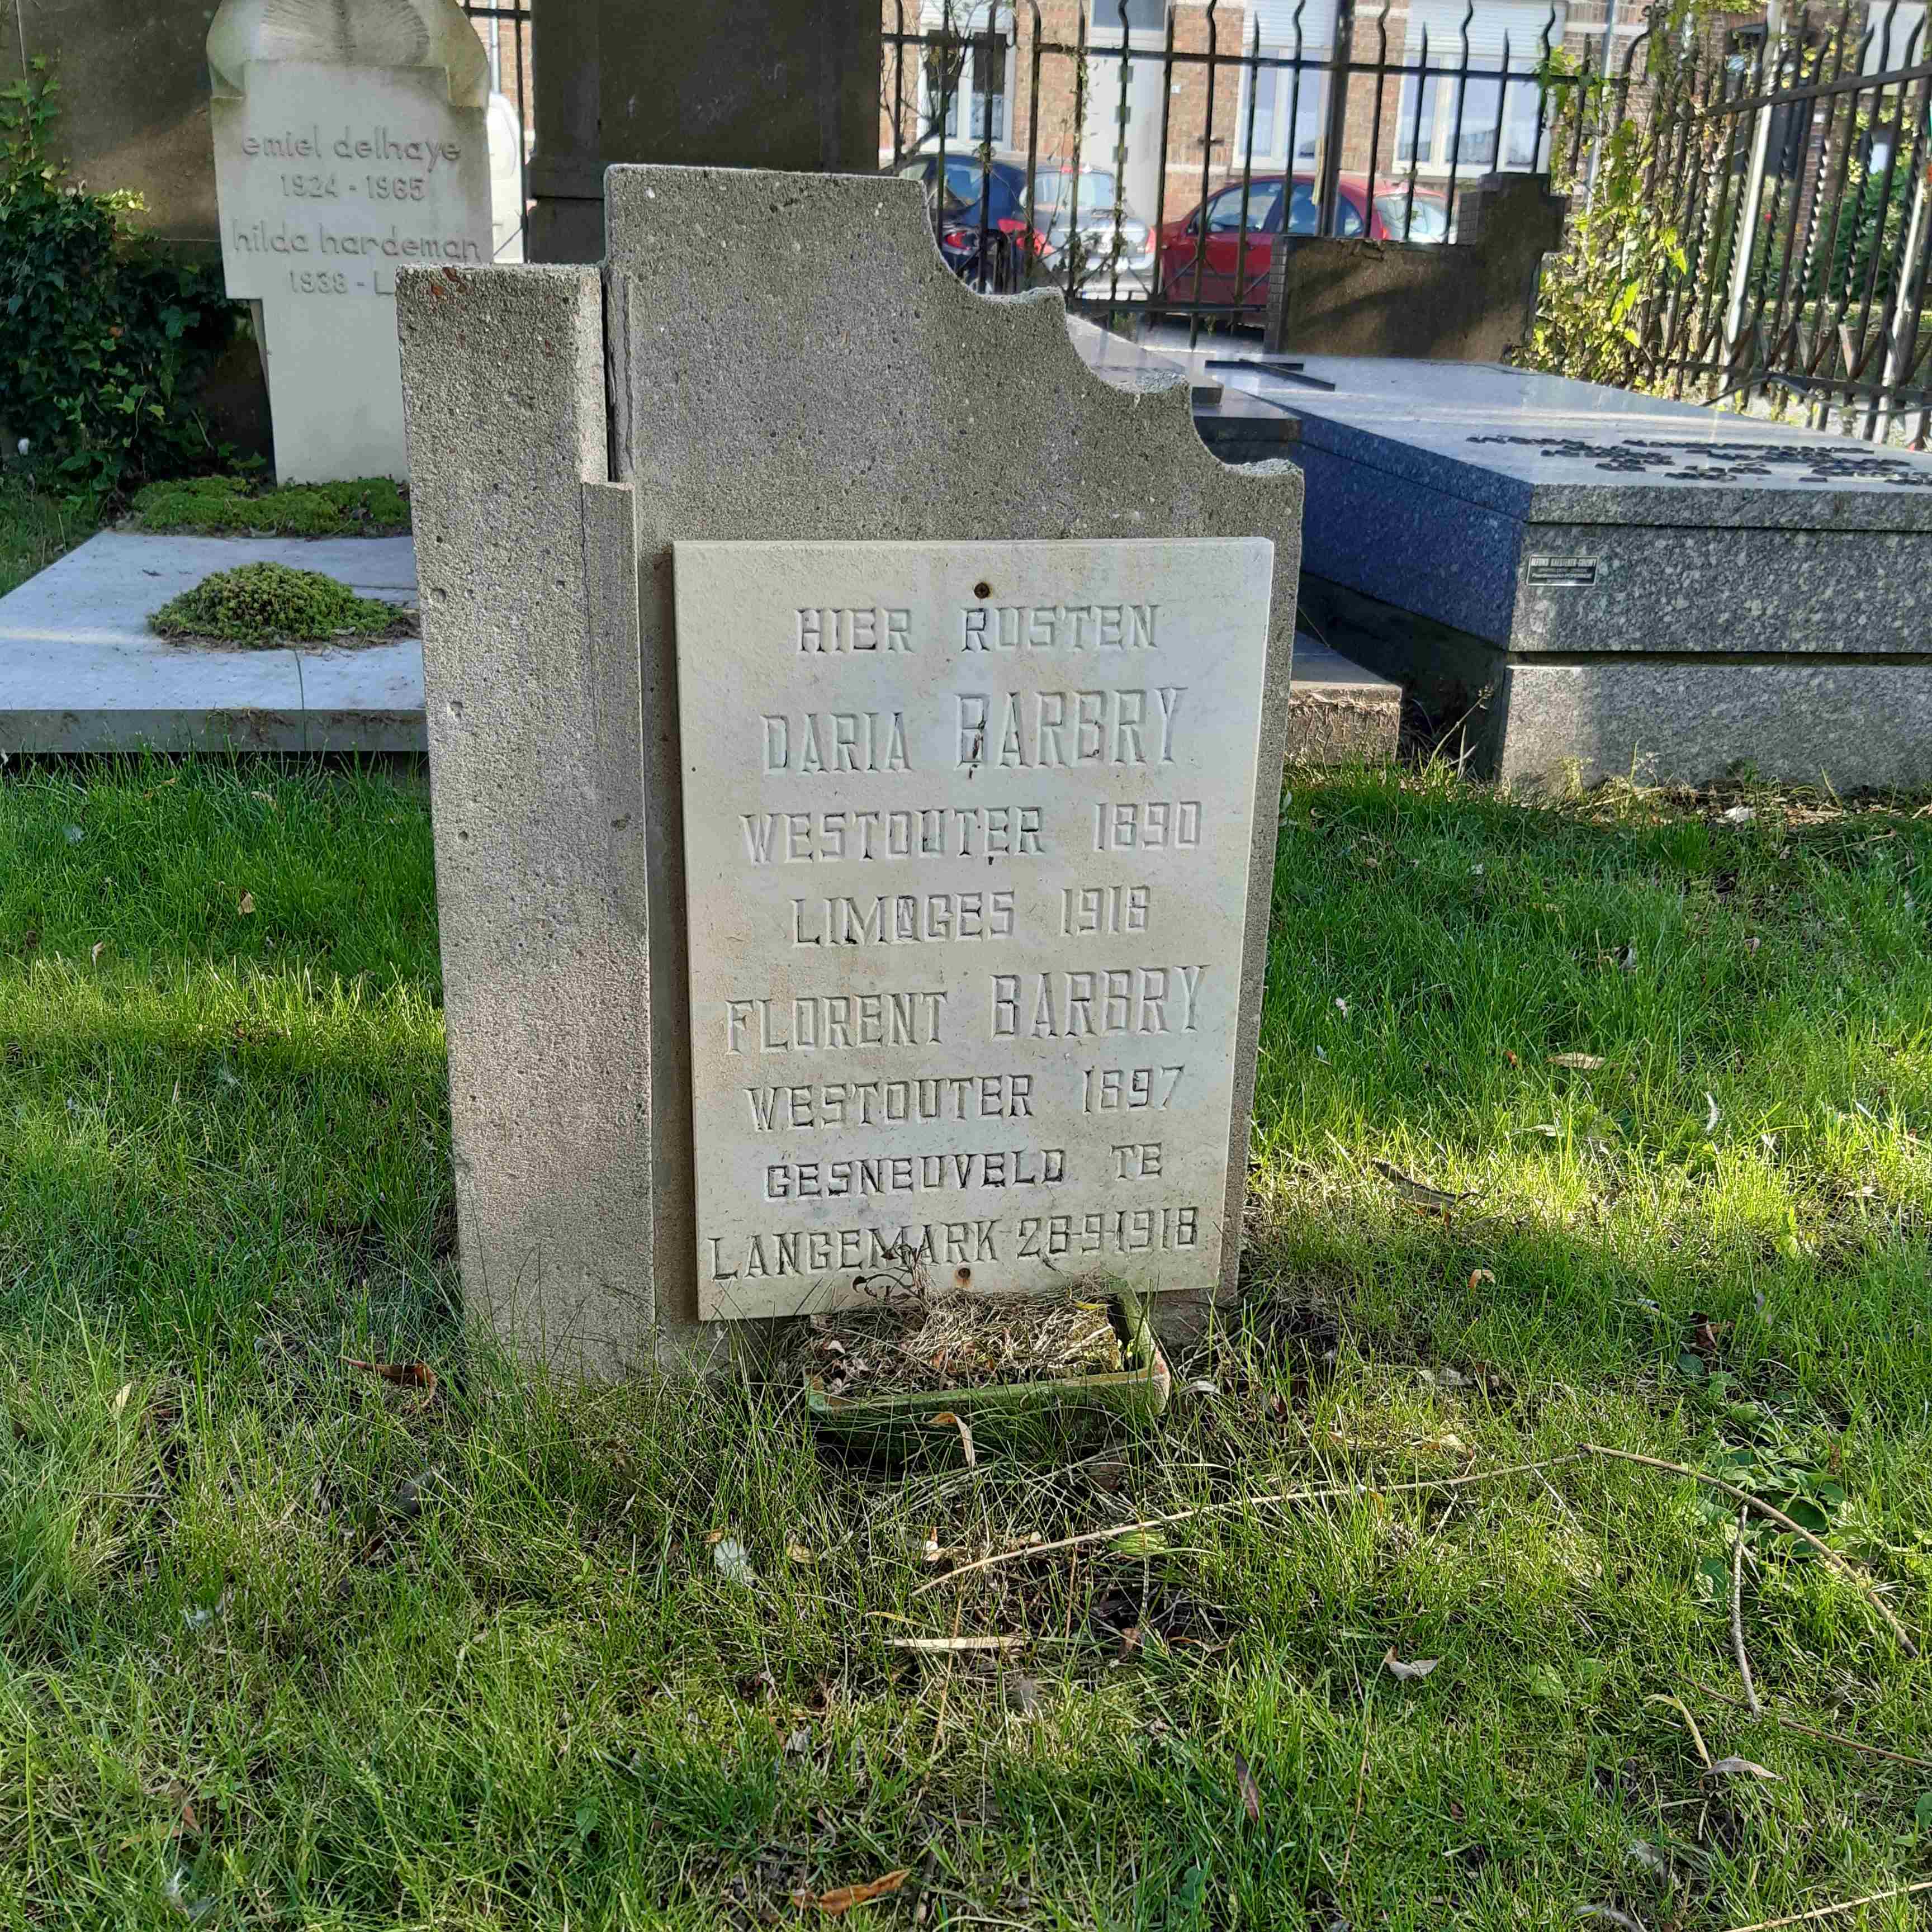 emiel delhaye
1924 - 1965
hilda hardeman
1938 -
HIER RUSTEN
DARIA BARBRY
WESTOUTER 1890
LIMOGES 1918
FLORENT BARBRY
WESTOUTER 1897
GESNEUVELD TE
LANGEMARK 28-9-1918